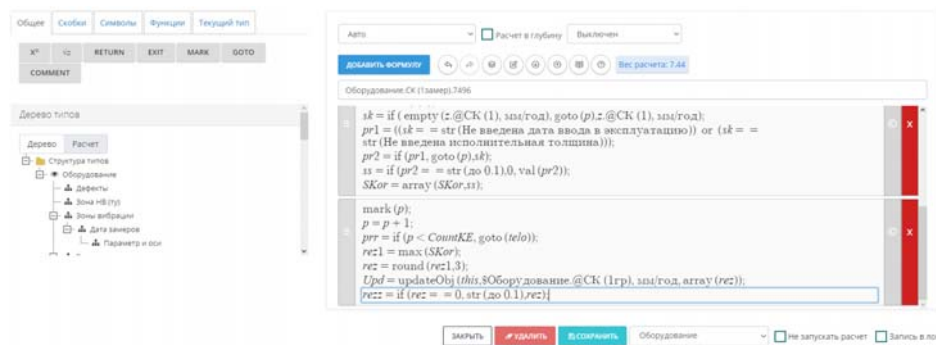 Общее Скобки Символы Функции Текущий тип
RETURN EXIT MARK GOTO
COMMENT
Дерево типов
Дерево Расчет
Структура типов
Оборудование
Дефекты
Зона НВ (ту)
Зоны вибрации
Дата замеров
Параметр и оси
Авто Расчет в глубину Выключен
ДОБАВИТЬ ФОРМУЛУ Вес расчета: 7.44
Оборудование.СК (1замер).7496
sk = if ( empty (z.@СК (1), мм/год), goto (p),z.@СК (1), мм/год);
pr1 = ((sk = = str (Не введена дата ввода в эксплуатацию)) or (sk = =
str (Не введена исполнительная толщина)));
pr2 = if (pr1, goto (p),sk);
ss = if (pr2 = = str (до 0.1),0, val (pr2));
SKor = array (SKor,ss);
mark (p);
p = p + 1;
prr = if (p < CountKE, goto (telo));
rez1 = max (SKor);
rez = round (rez1,3);
Upd = updateObj (this,$Оборудование.@СК (1гр), мм/год, array (rez));
rezz = if (rez = = 0, str (до 0.1),rez);
ЗАКРЫТЬ УДАЛИТЬ СОХРАНИТЬ Оборудование Не запускать расчет Запись в ло